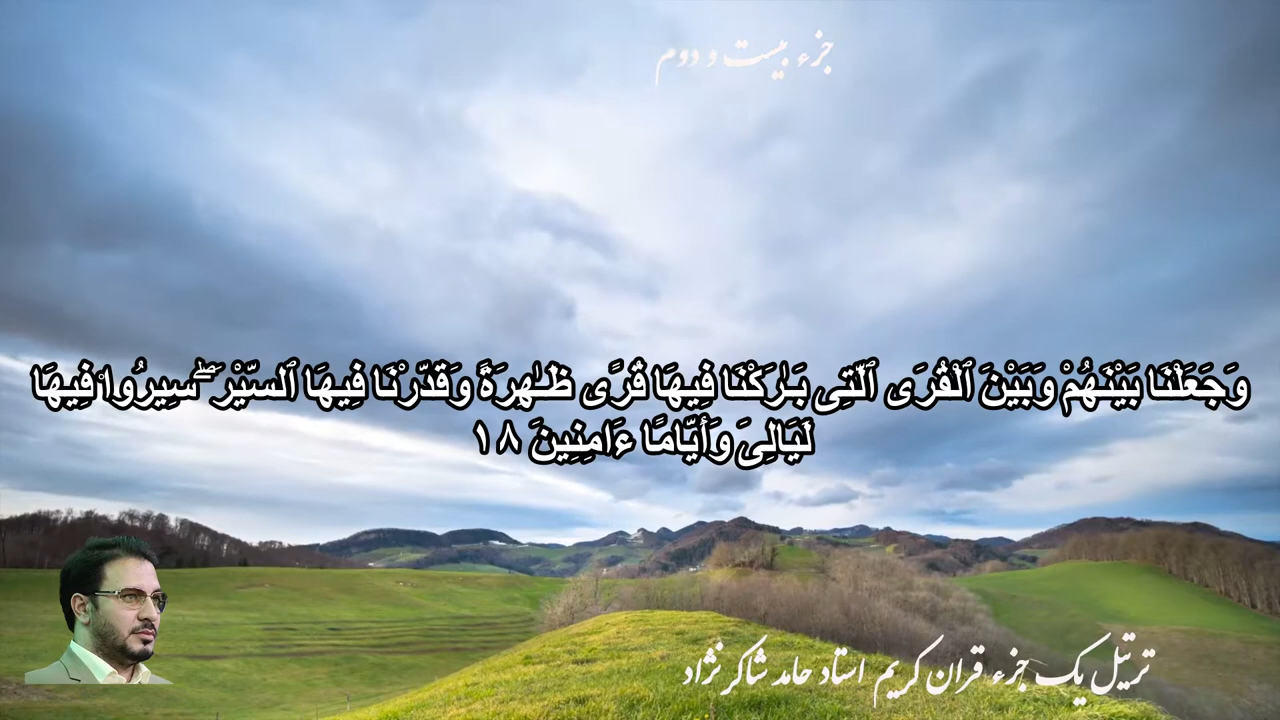 جزء بیست و دوم
وَجَعَلْنَا بَيْنَهُمْ وَبَيْنَ ٱلْقُرَى ٱلَّتِى بَـٰرَكْنَا فِيهَا قُرًى ظَـٰهِرَةً وَقَدَّرْنَا فِيهَا ٱلسَّيْرَ ۖ سِيرُوا۟ فِيهَا
لَيَالِىَ وَأَيَّامًا ءَامِنِينَ ١٨
ترتیل یک جزء قران کریم استاد حامد شاکرنژاد